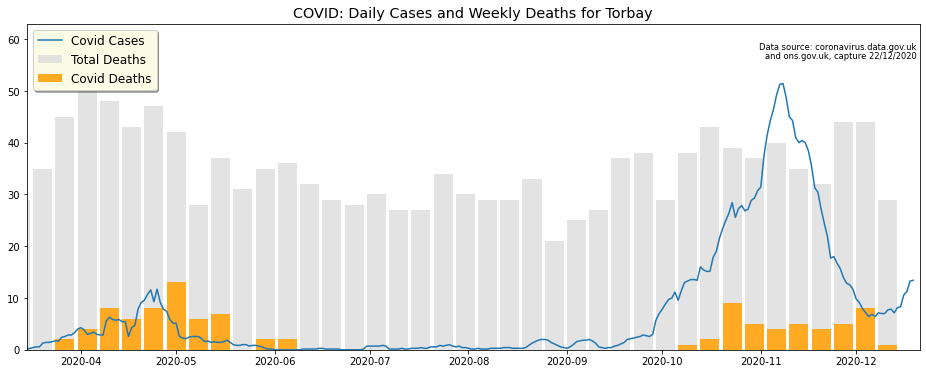 COVID: Daily Cases and Weekly Deaths for Torbay
Covid Cases
Total Deaths
Covid Deaths
Data source: coronavirus.data.gov.uk
and ons.gov.uk, capture 22/12/2020
60
50
40
30
20
10
0
2020-04 2020-05 2020-06 2020-07 2020-08 2020-09 2020-10 2020-11 2020-12